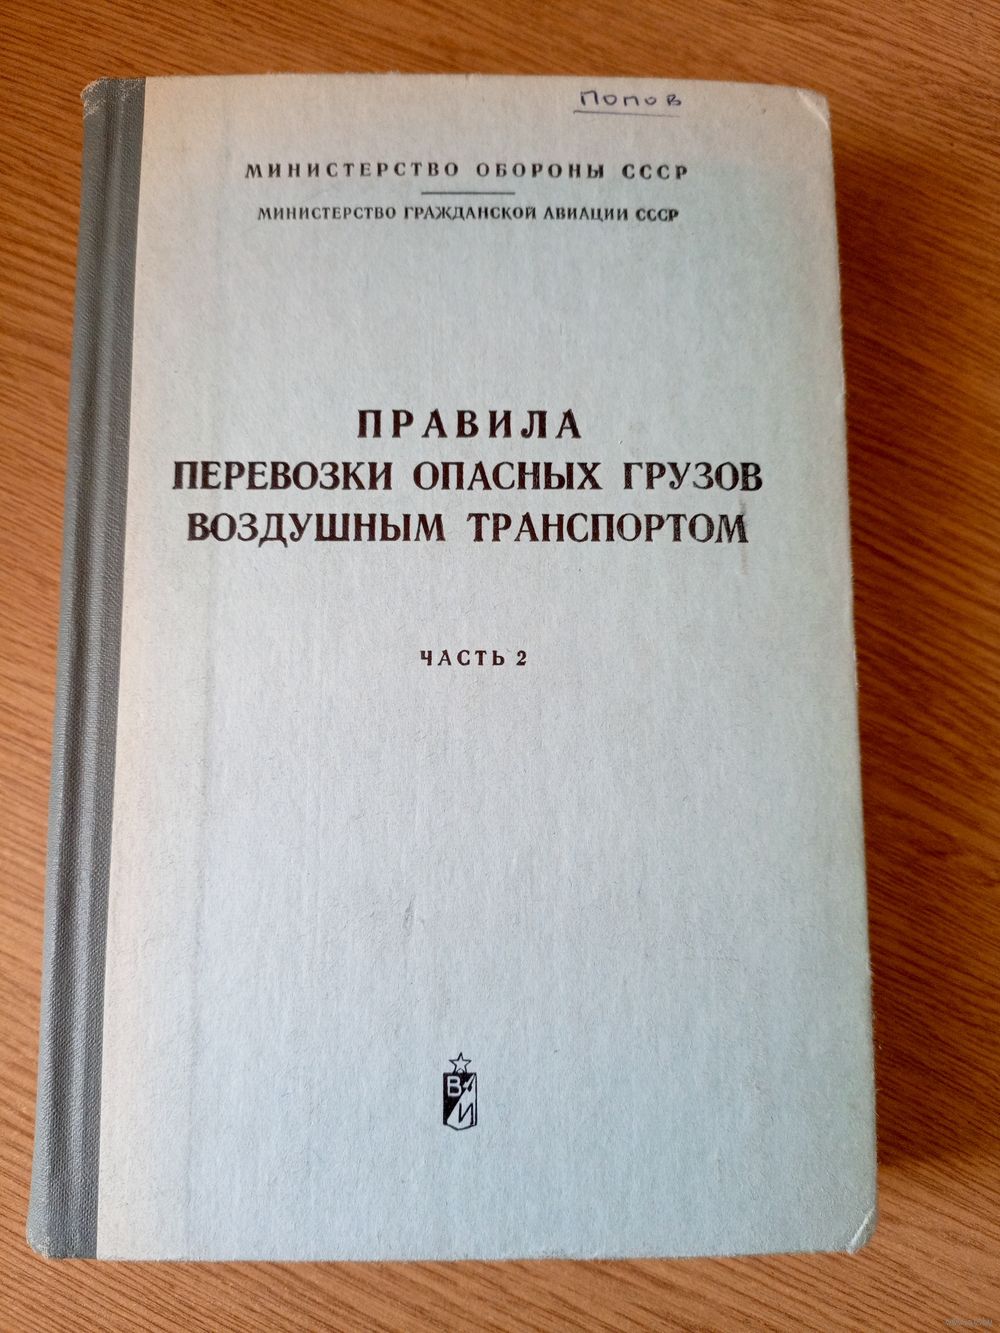 Попов
МИНИСТЕРСТВО ОБОРОНЫ СССР
МИНИСТЕРСТВО ГРАЖДАНСКОЙ АВИАЦИИ СССР
ПРАВИЛА
ПЕРЕВОЗКИ ОПАСНЫХ ГРУЗОВ
ВОЗДУШНЫМ ТРАНСПОРТОМ
ЧАСТЬ 2
В
И